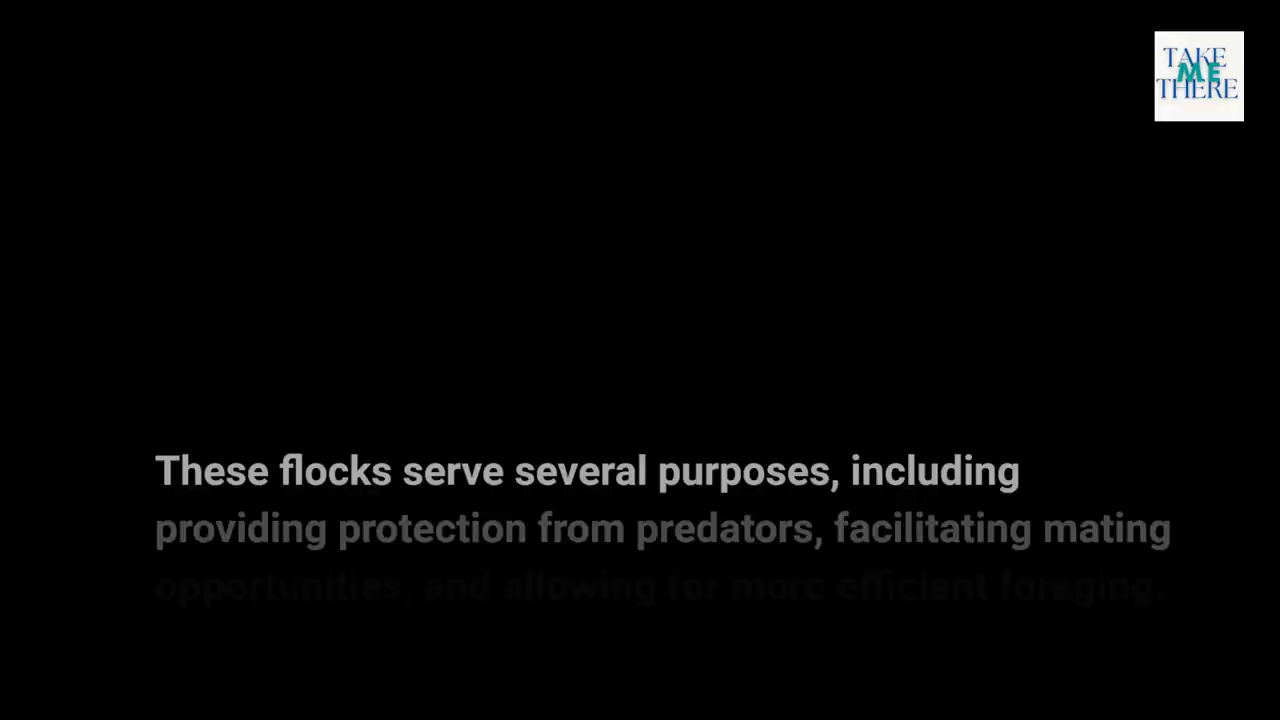 TAKE
ME
THERE
These flocks serve several purposes, including
providing protection from predators, facilitating mating
opportunities, and allowing for more efficient foraging.